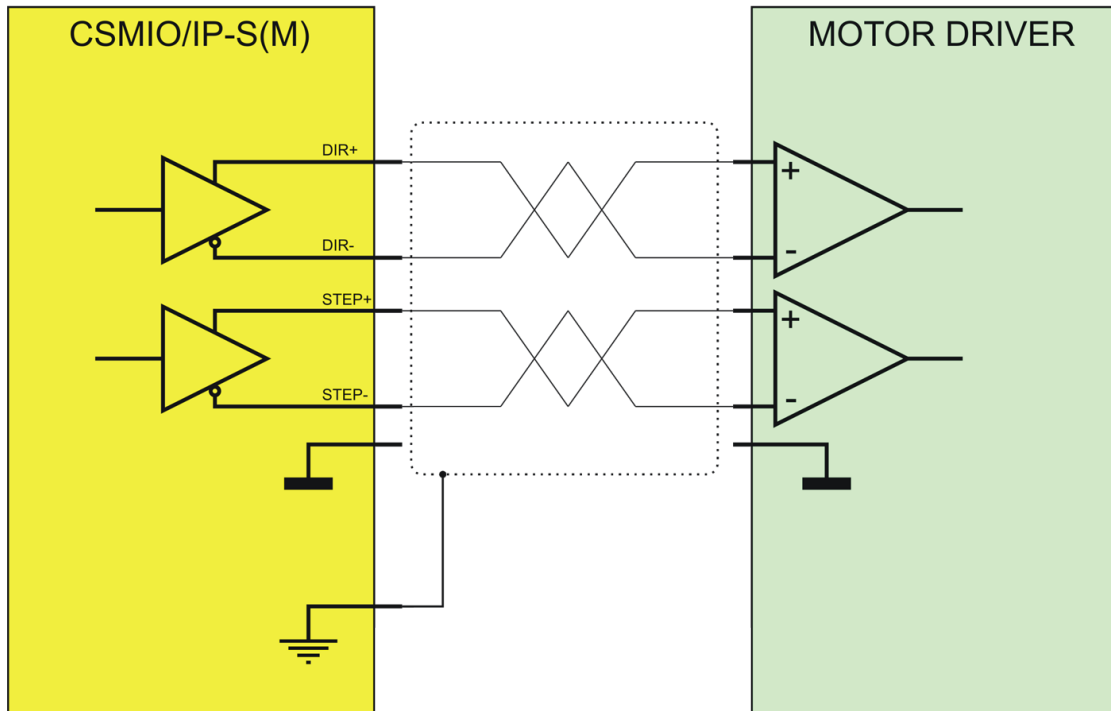 CSMIO/IP-S(M)
MOTOR DRIVER
DIR+
+
DIR-
-
STEP+
+
STEP-
-